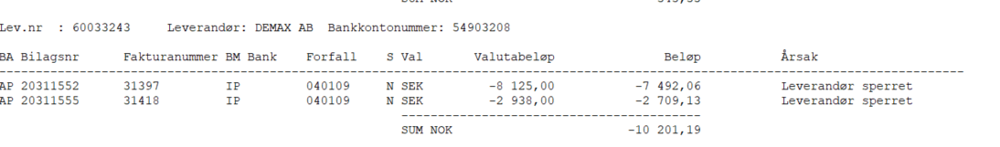 SUM NOK
Lev.nr  : 60033243     Leverandør: DEMAX AB  Bankkontonummer: 54903208
BA Bilagsnr      Fakturanummer BM Bank    Forfall    S Val       Valutabeløp               Beløp           Årsak
AP 20311552      31397         IP         040109     N SEK         -8 125,00           -7 492,06           Leverandør sperret
AP 20311555      31418         IP         040109     N SEK         -2 938,00           -2 709,13           Leverandør sperret
SUM NOK                        -10 201,19